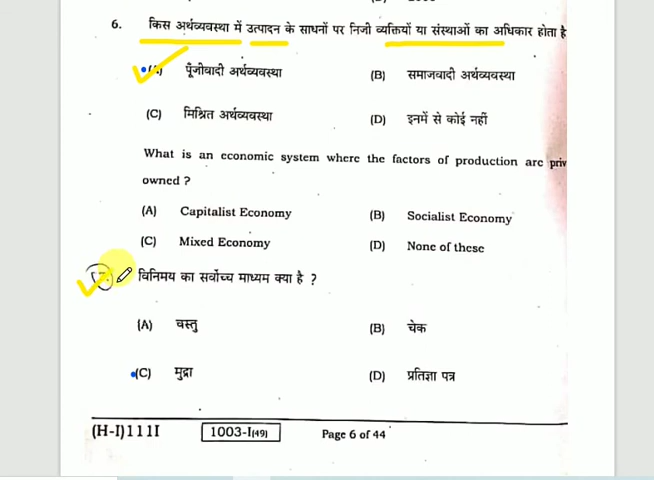 6. किस अर्थव्यवस्था में उत्पादन के साधनों पर निजी व्यक्तियों या संस्थाओं का अधिकार होता है
पूँजीवादी अर्थव्यवस्था (B) समाजवादी अर्थव्यवस्था
(C) मिश्रित अर्थव्यवस्था (D) इनमें से कोई नहीं
What is an economic system where the factors of production are priv
owned ?
(A) Capitalist Economy (B) Socialist Economy
(C) Mixed Economy (D) None of these
विनिमय का सर्वोच्च माध्यम क्या है ?
(A) वस्तु (B) चेक
(C) मुद्रा (D) प्रतिज्ञा पत्र
(H-I)111I 1003-I(49) Page 6 of 44